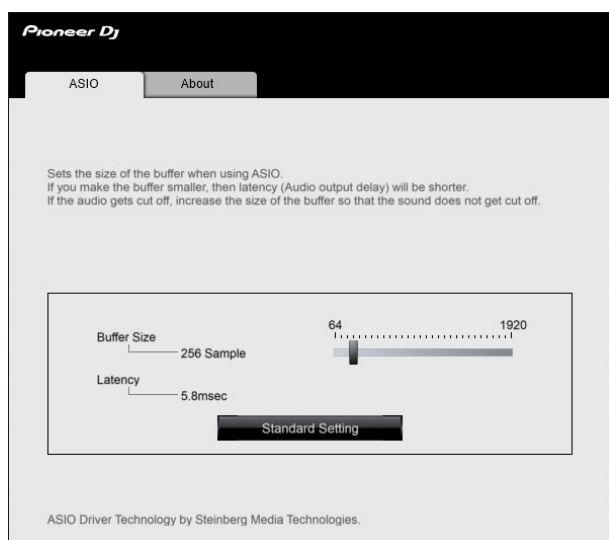 Pioneer Dj
ASIO
About
Sets the size of the buffer when using ASIO.
If you make the buffer smaller, then latency (Audio output delay) will be shorter.
If the audio gets cut off, increase the size of the buffer so that the sound does not get cut off.
64
1920
Buffer Size
256 Sample
Latency
5.8msec
Standard Setting
ASIO Driver Technology by Steinberg Media Technologies.